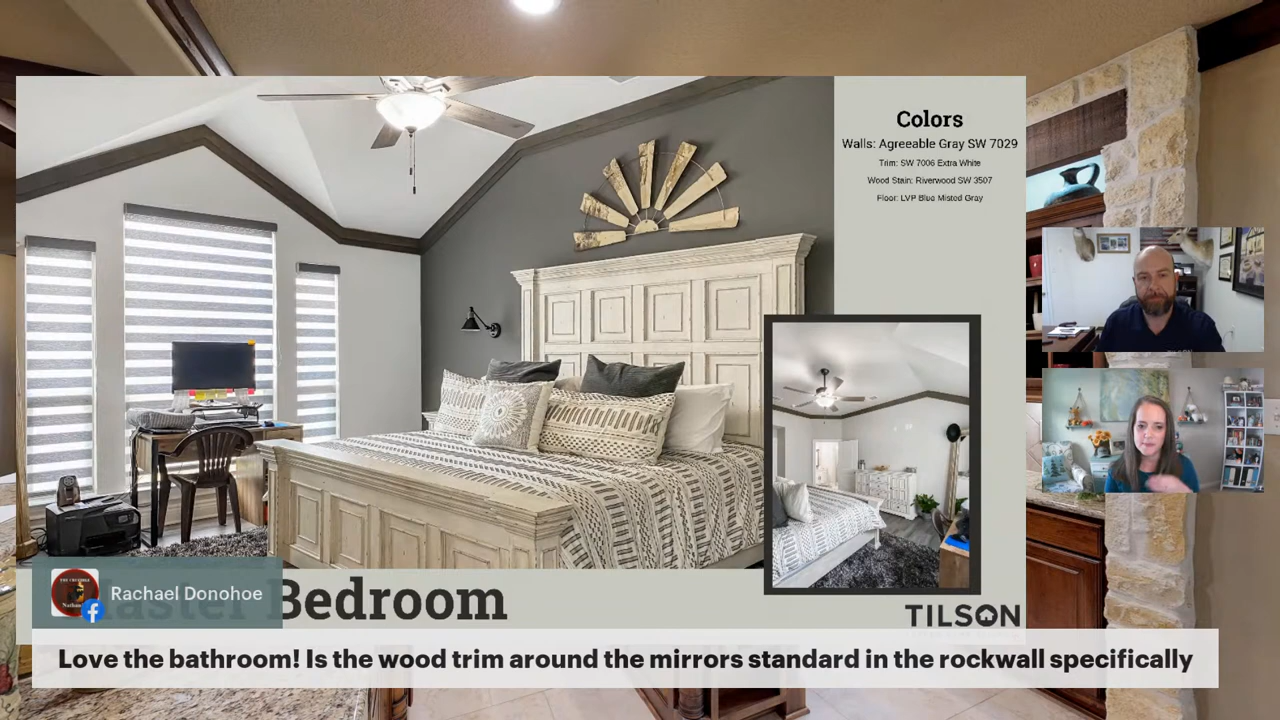 Colors
Walls: Agreeable Gray SW 7029
Trim: SW 7006 Extra White
Wood Stain: Riverwood SW 3507
Floor: LVP Blue Misted Gray
Master Bedroom
TILSON
Rachael Donohoe
Love the bathroom! Is the wood trim around the mirrors standard in the rockwall specifically